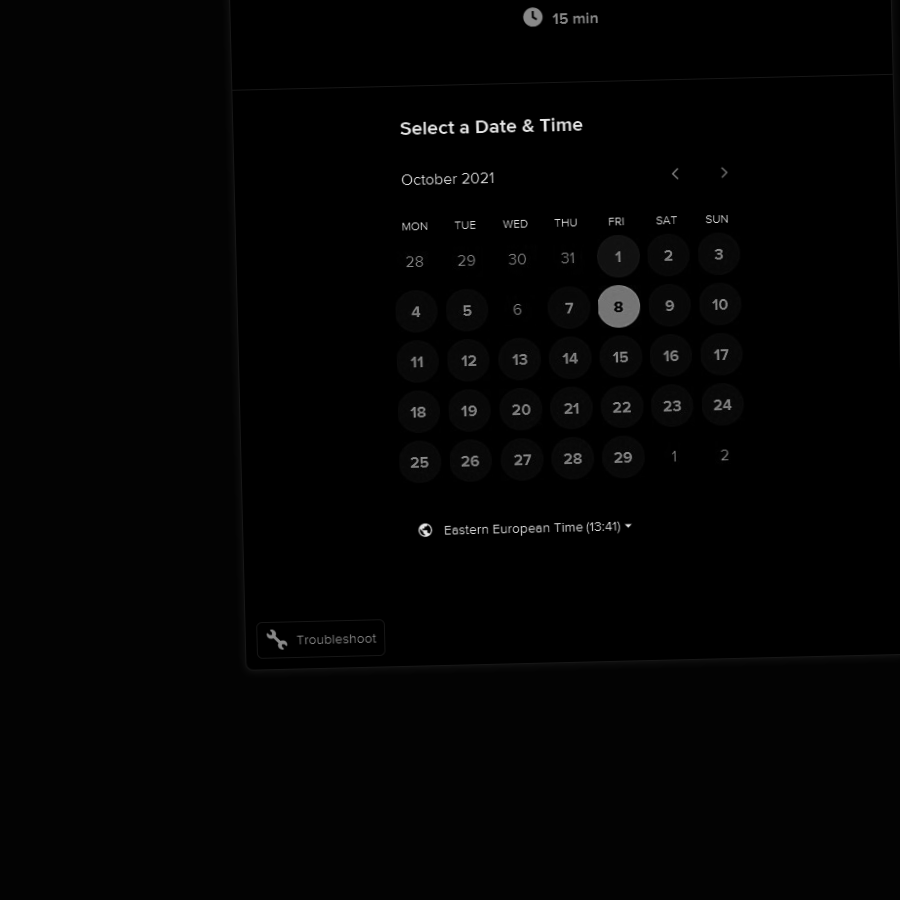 15 min
Select a Date & Time
October 2021
MON TUE WED THU FRI SAT SUN
28 29 30 31 1 2 3
4 5 6 7 8 9 10
11 12 13 14 15 16 17
18 19 20 21 22 23 24
25 26 27 28 29 1 2
Eastern European Time (13:41)
Troubleshoot